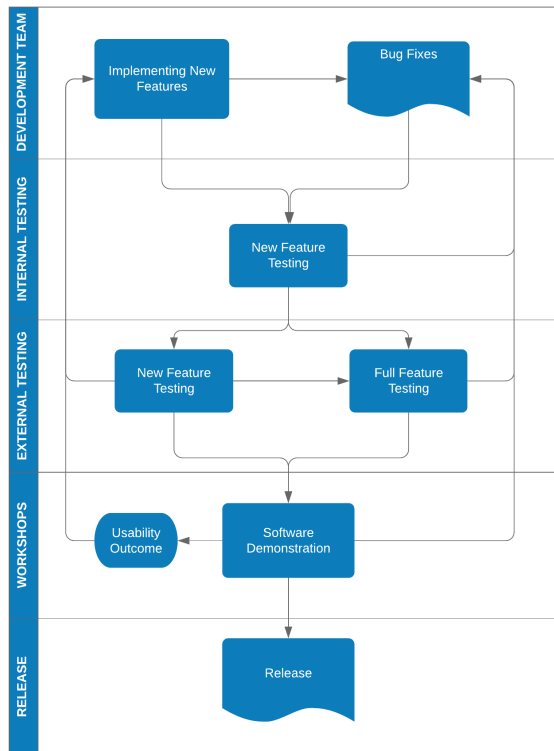 DEVELOPMENT TEAM
Implementing New
Features
Bug Fixes
INTERNAL TESTING
New Feature
Testing
EXTERNAL TESTING
New Feature
Testing
Full Feature
Testing
WORKSHOPS
Usability
Outcome
Software
Demonstration
RELEASE
Release